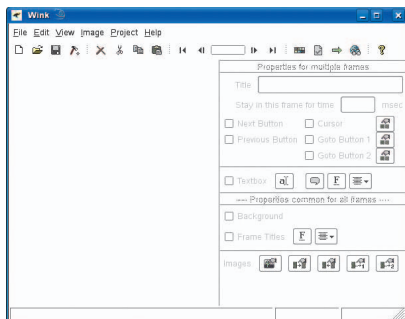 Wink
File Edit View Image Project Help
Properties for multiple frames
Title
Stay in this frame for time msec
Next Button Cursor
Previous Button Goto Button 1
Goto Button 2
Textbox a F
---- Properties common for all frames ----
Background
Frame Titles F
Images